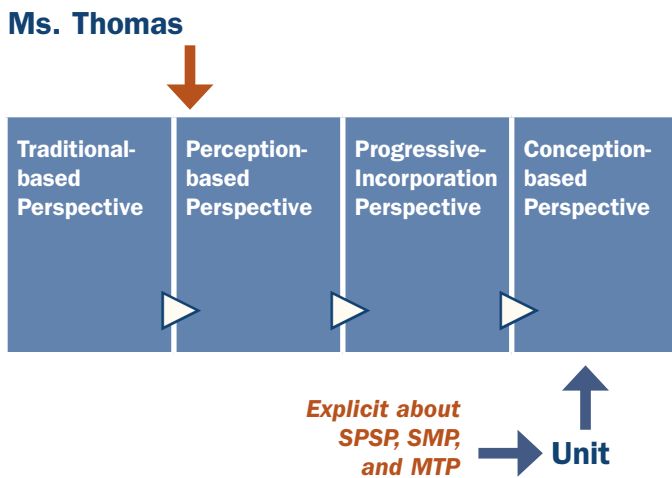 Ms. Thomas
Traditional-
based
Perspective
Perception-
based
Perspective
Progressive-
Incorporation
Perspective
Conception-
based
Perspective
Explicit about
SPSP, SMP,
and MTP
Unit